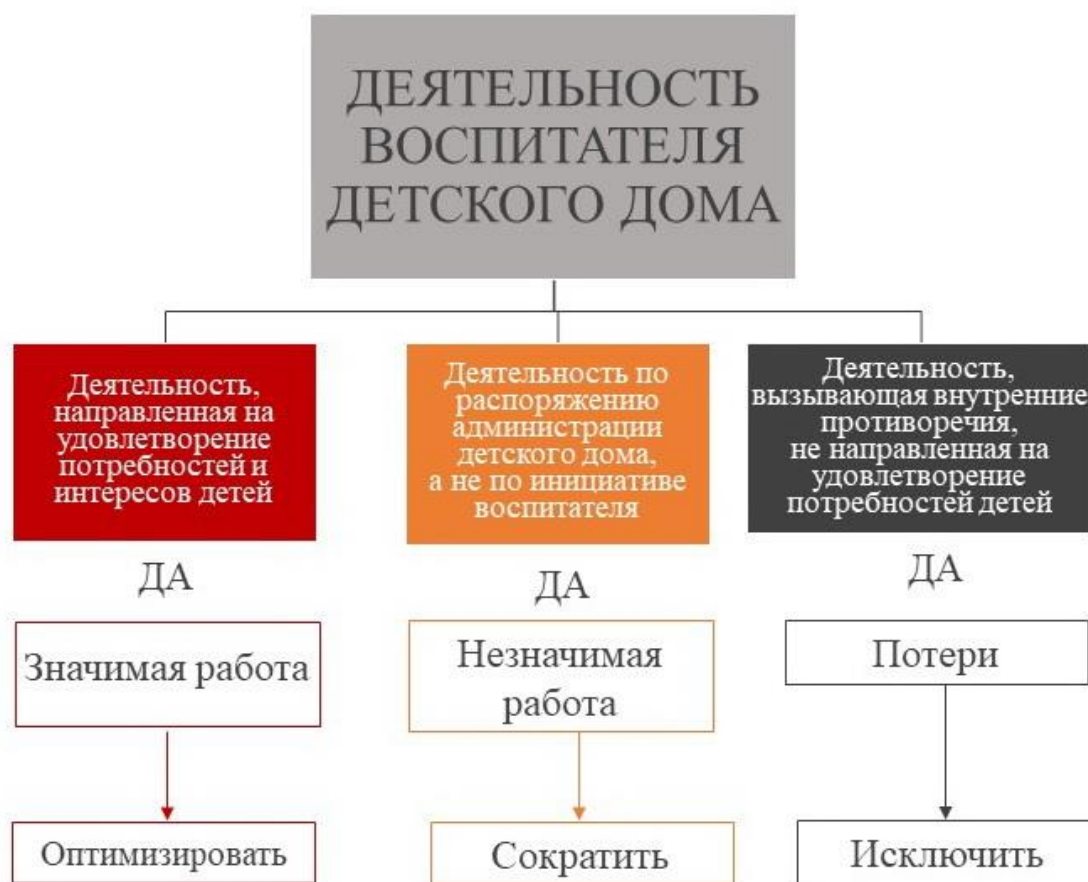 ДЕЯТЕЛЬНОСТЬ
ВОСПИТАТЕЛЯ
ДЕТСКОГО ДОМА
Деятельность,
направленная на
удовлетворение
потребностей и
интересов детей
Деятельность по
распоряжению
администрации
детского дома,
а не по инициативе
воспитателя
Деятельность,
вызывающая внутренние
противоречия,
не направленная на
удовлетворение
потребностей детей
ДА
ДА
ДА
Значимая работа
Незначимая
работа
Потери
Оптимизировать
Сократить
Исключить